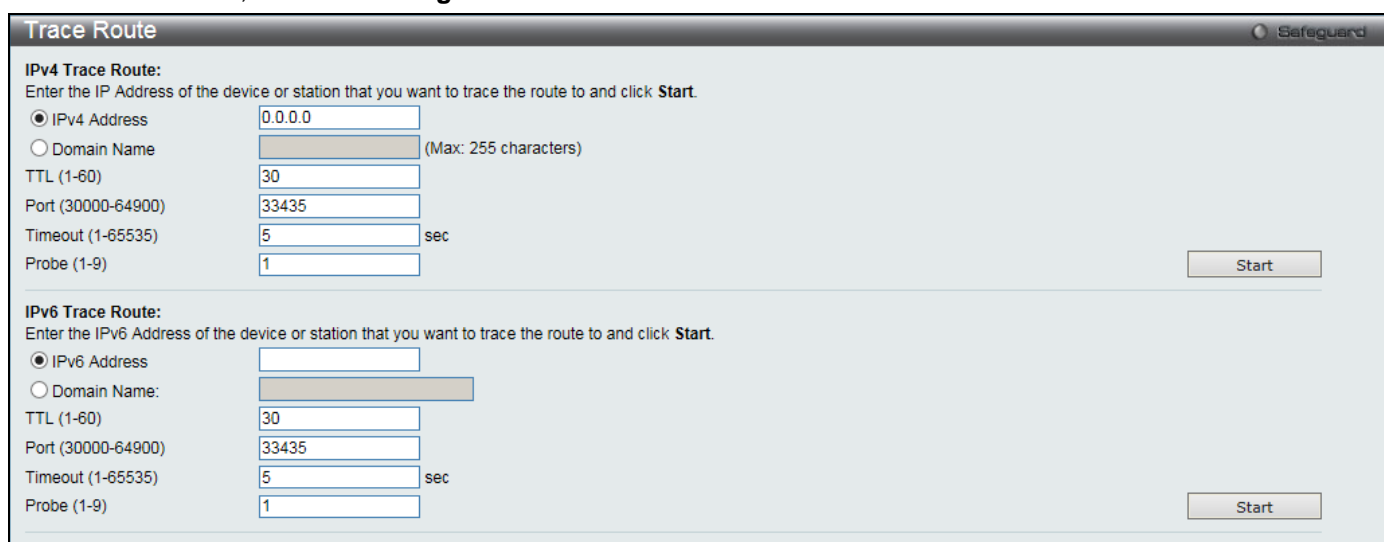 Trace Route Safeguard
IPv4 Trace Route:
Enter the IP Address of the device or station that you want to trace the route to and click Start.
IPv4 Address 0.0.0.0
Domain Name (Max: 255 characters)
TTL (1-60) 30
Port (30000-64900) 33435
Timeout (1-65535) 5 sec
Probe (1-9) 1 Start
IPv6 Trace Route:
Enter the IPv6 Address of the device or station that you want to trace the route to and click Start.
IPv6 Address
Domain Name:
TTL (1-60) 30
Port (30000-64900) 33435
Timeout (1-65535) 5 sec
Probe (1-9) 1 Start